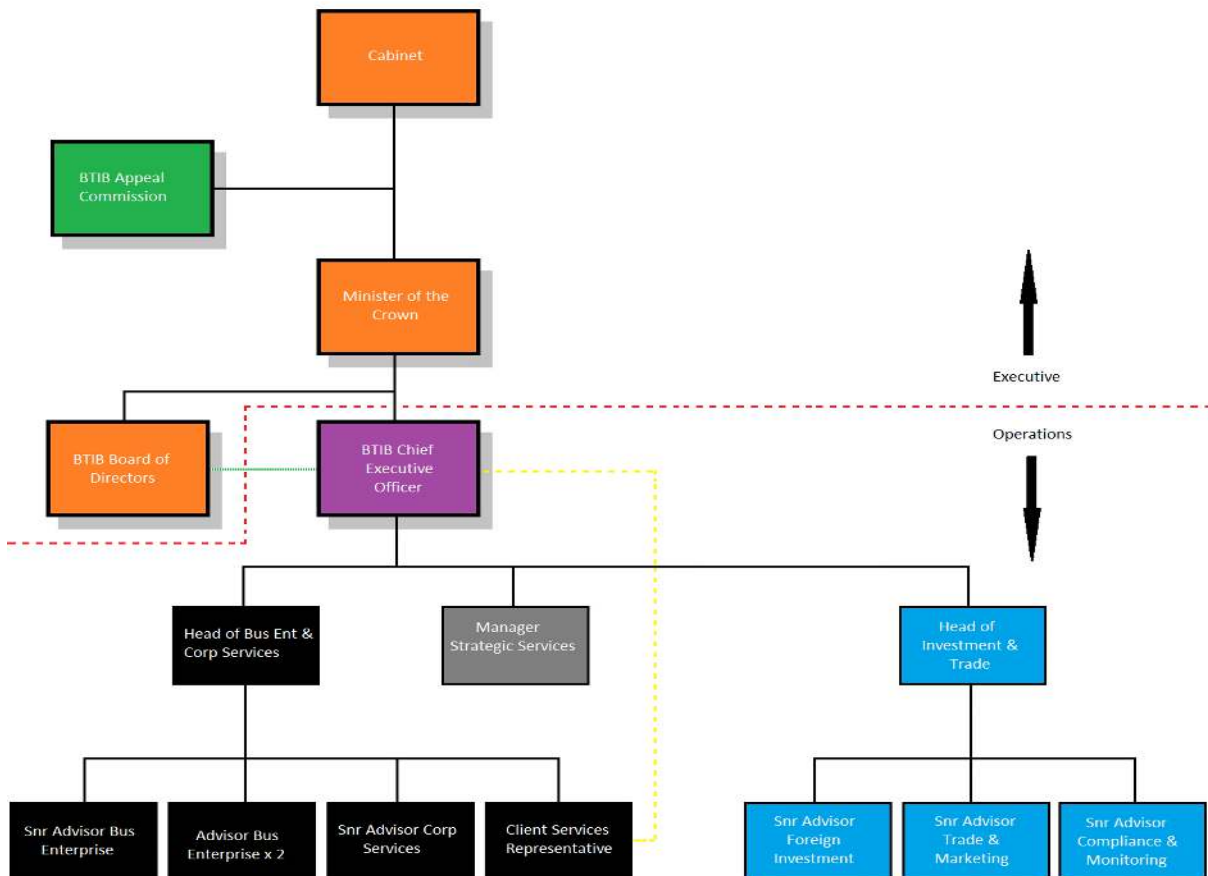 Cabinet
BTIB Appeal
Commission
Minister of the
Crown
Executive
Operations
BTIB Board of
Directors
BTIB Chief
Executive
Officer
Head of Bus Ent &
Corp Services
Manager
Strategic Services
Head of
Investment &
Trade
Snr Advisor Bus
Enterprise
Advisor Bus
Enterprise x 2
Snr Advisor Corp
Services
Client Services
Representative
Snr Advisor
Foreign
Investment
Snr Advisor
Trade &
Marketing
Snr Advisor
Compliance &
Monitoring